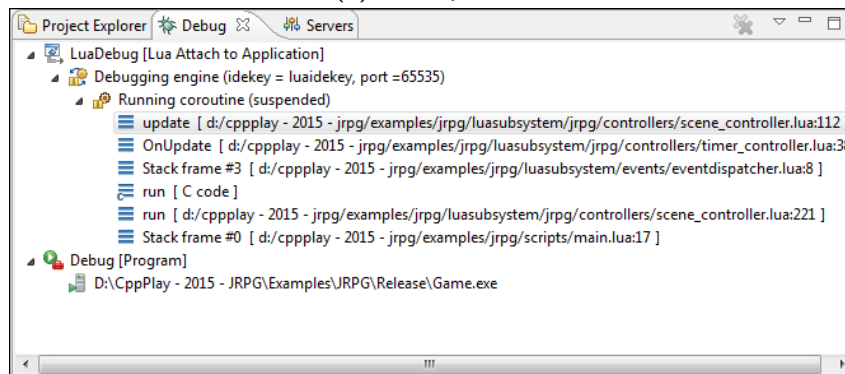 Project Explorer Debug Servers
LuaDebug [Lua Attach to Application]
Debugging engine (idekey = luaidekey, port =65535)
Running coroutine (suspended)
update [ d:/cppplay - 2015 - jrpg/examples/jrpg/luasubsystem/jrpg/controllers/scene_controller.lua:112
OnUpdate [ d:/cppplay - 2015 - jrpg/examples/jrpg/luasubsystem/jrpg/controllers/timer_controller.lua:38
Stack frame #3 [ d:/cppplay - 2015 - jrpg/examples/jrpg/luasubsystem/events/eventdispatcher.lua:8 ]
run [ C code ]
run [ d:/cppplay - 2015 - jrpg/examples/jrpg/luasubsystem/jrpg/controllers/scene_controller.lua:221 ]
Stack frame #0 [ d:/cppplay - 2015 - jrpg/examples/jrpg/scripts/main.lua:17 ]
Debug [Program]
D:\CppPlay - 2015 - JRPG\Examples\JRPG\Release\Game.exe